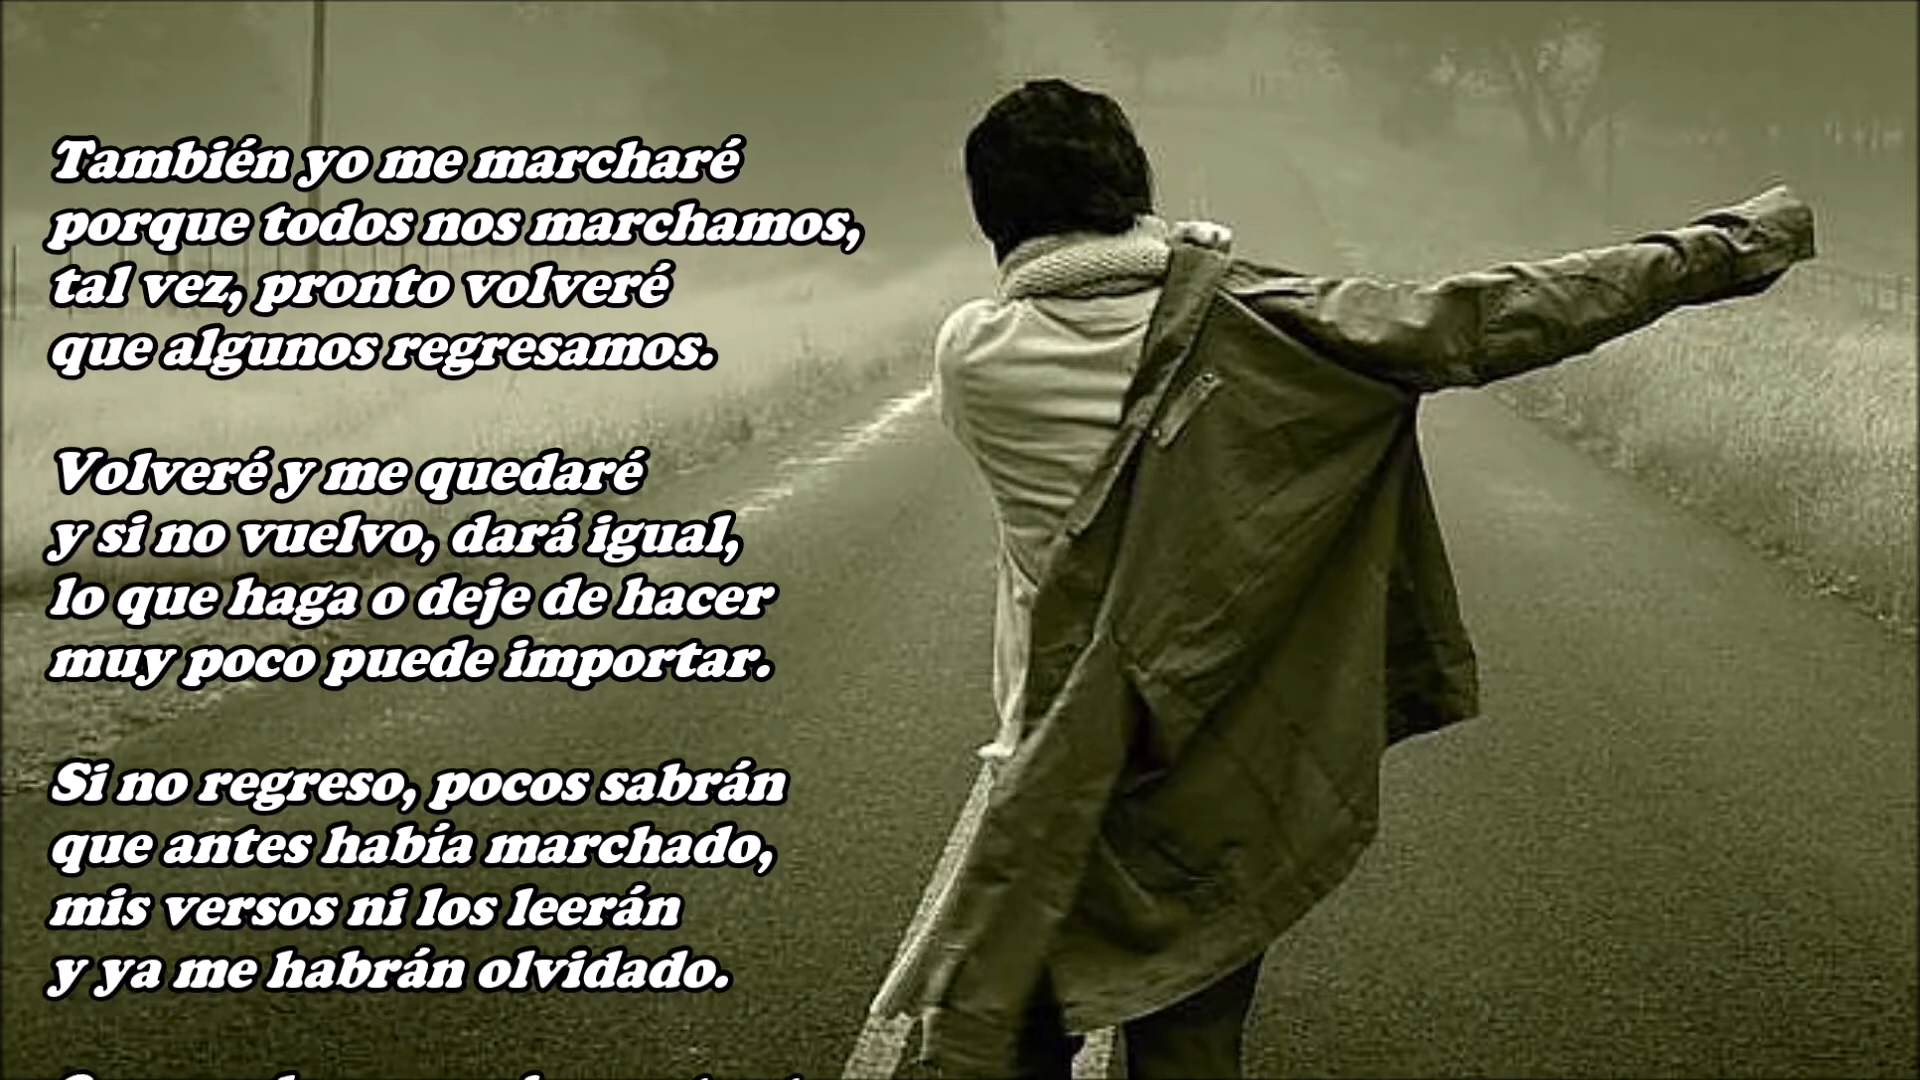 También yo me marcharé
porque todos nos marchamos,
tal vez, pronto volveré
que algunos regresamos.
Volveré y me quedaré
y si no vuelvo, dará igual,
lo que haga o deje de hacer
muy poco puede importar.
Si no regreso, pocos sabrán
que antes había marchado,
mis versos ni los leerán
y ya me habrán olvidado.